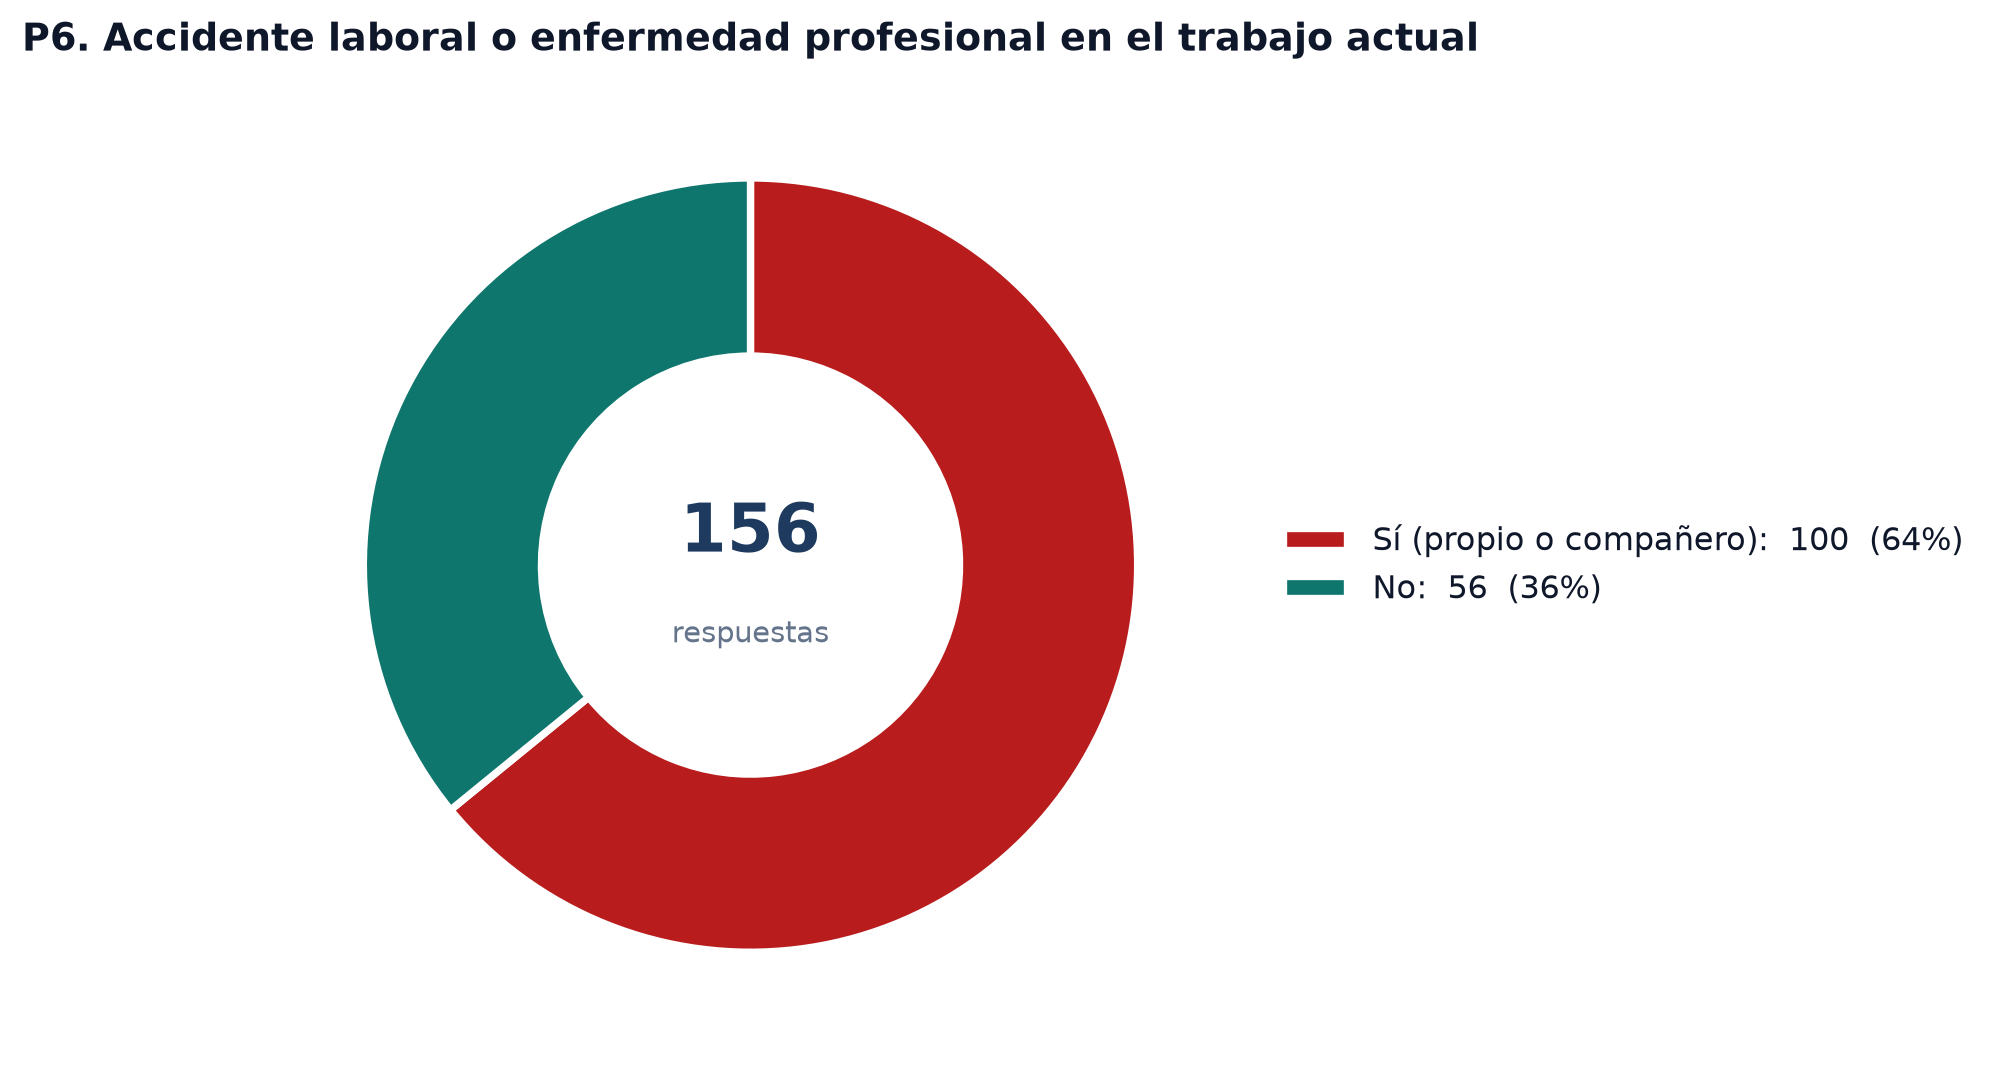 P6. Accidente laboral o enfermedad profesional en el trabajo actual
156
respuestas
Sí (propio o compañero):  100  (64%)
No:  56  (36%)